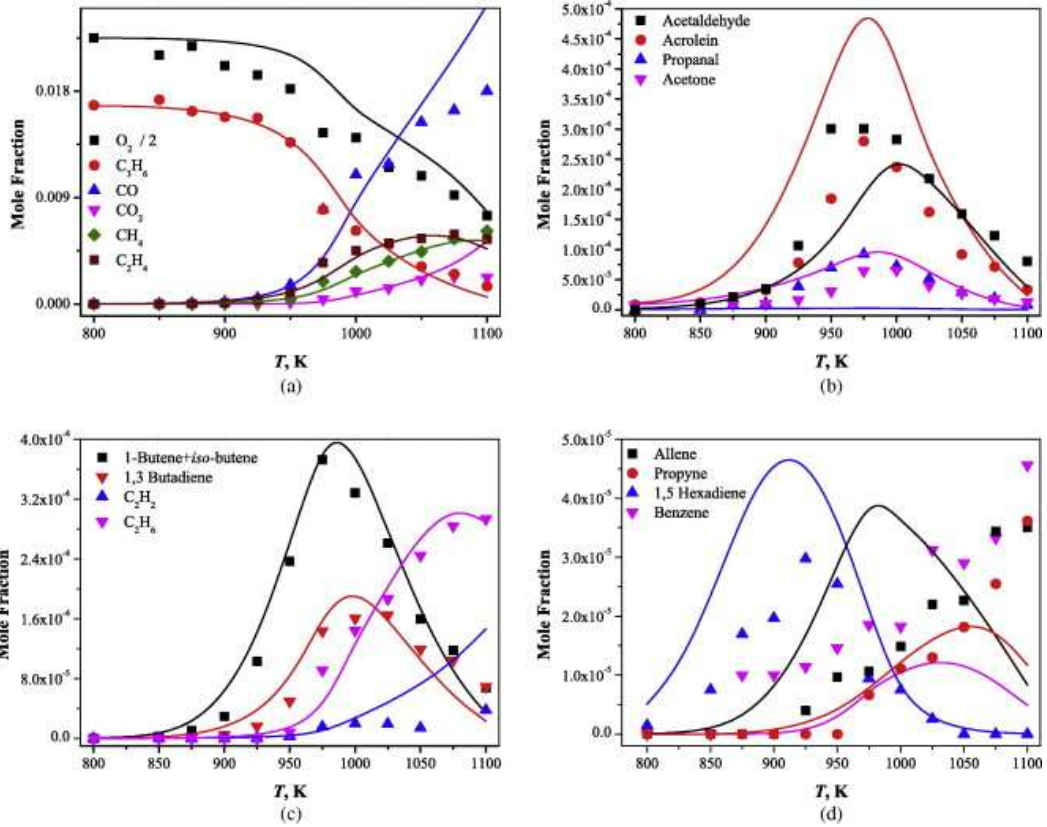 0.018
0.009
0.000
Mole Fraction
O₂ /2
C₃H₆
CO
CO₂
CH₄
C₂H₄
800 900 1000 1100
T, K
(a)
5.0x10⁻⁴
4.5x10⁻⁴
4.0x10⁻⁴
3.5x10⁻⁴
3.0x10⁻⁴
2.5x10⁻⁴
2.0x10⁻⁴
1.5x10⁻⁴
1.0x10⁻⁴
5.0x10⁻⁵
0.0
Mole Fraction
Acetaldehyde
Acrolein
Propanal
Acetone
800 850 900 950 1000 1050 1100
T, K
(b)
4.0x10⁻⁴
3.2x10⁻⁴
2.4x10⁻⁴
1.6x10⁻⁴
8.0x10⁻⁵
0.0
Mole Fraction
1-Butene+iso-butene
1,3 Butadiene
C₂H₂
C₂H₆
800 850 900 950 1000 1050 1100
T, K
(c)
5.0x10⁻⁵
4.0x10⁻⁵
3.0x10⁻⁵
2.0x10⁻⁵
1.0x10⁻⁵
0.0
Mole Fraction
Allene
Propyne
1,5 Hexadiene
Benzene
800 850 900 950 1000 1050 1100
T, K
(d)